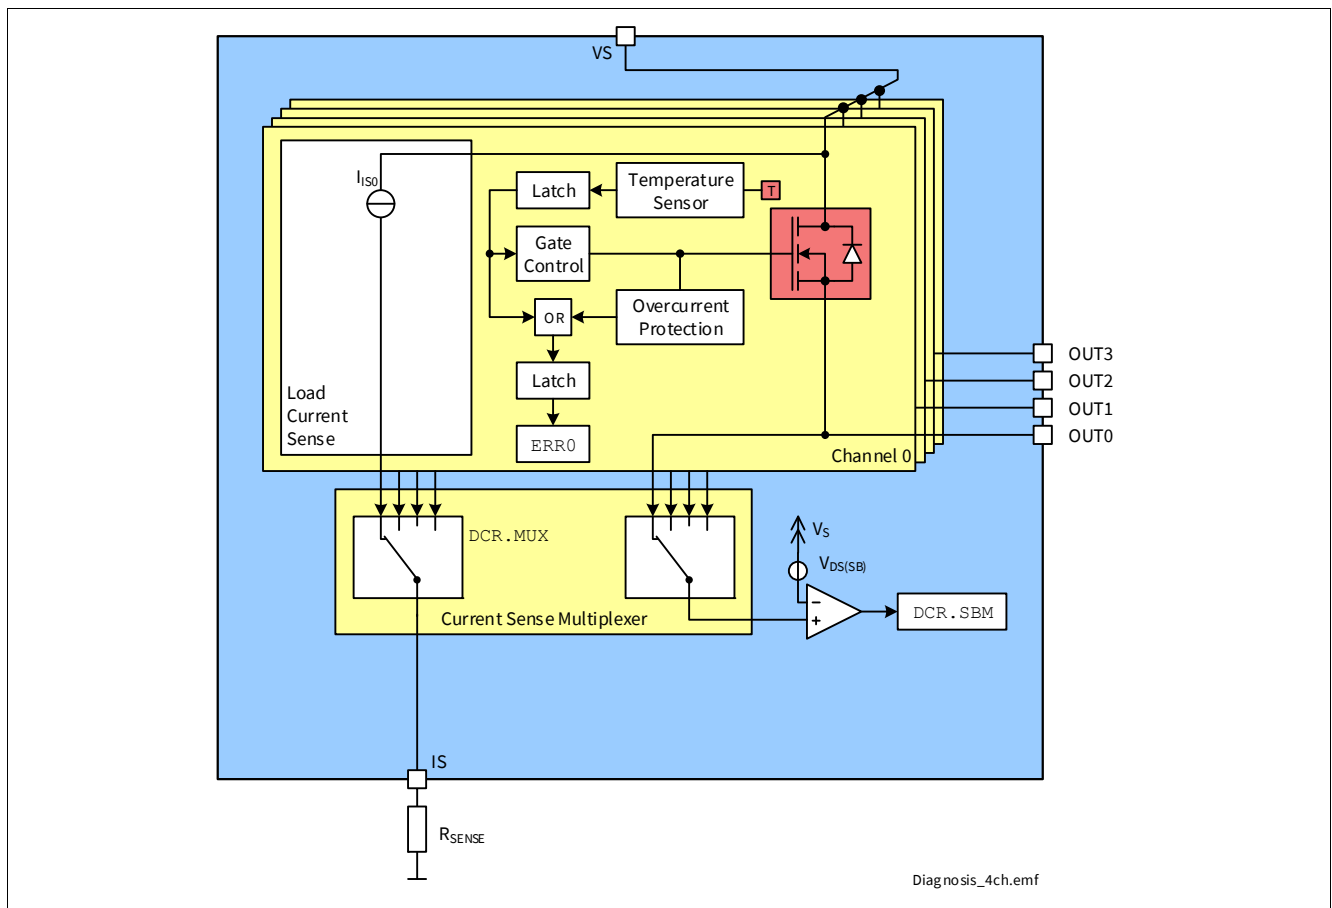 VS
IIS0
Latch
Temperature
Sensor
T
Gate
Control
OR
Overcurrent
Protection
Latch
ERR0
Load
Current
Sense
Channel 0
OUT3
OUT2
OUT1
OUT0
DCR.MUX
Current Sense Multiplexer
VS
VDS(SB)
−
+
DCR.SBM
IS
RSENSE
Diagnosis_4ch.emf